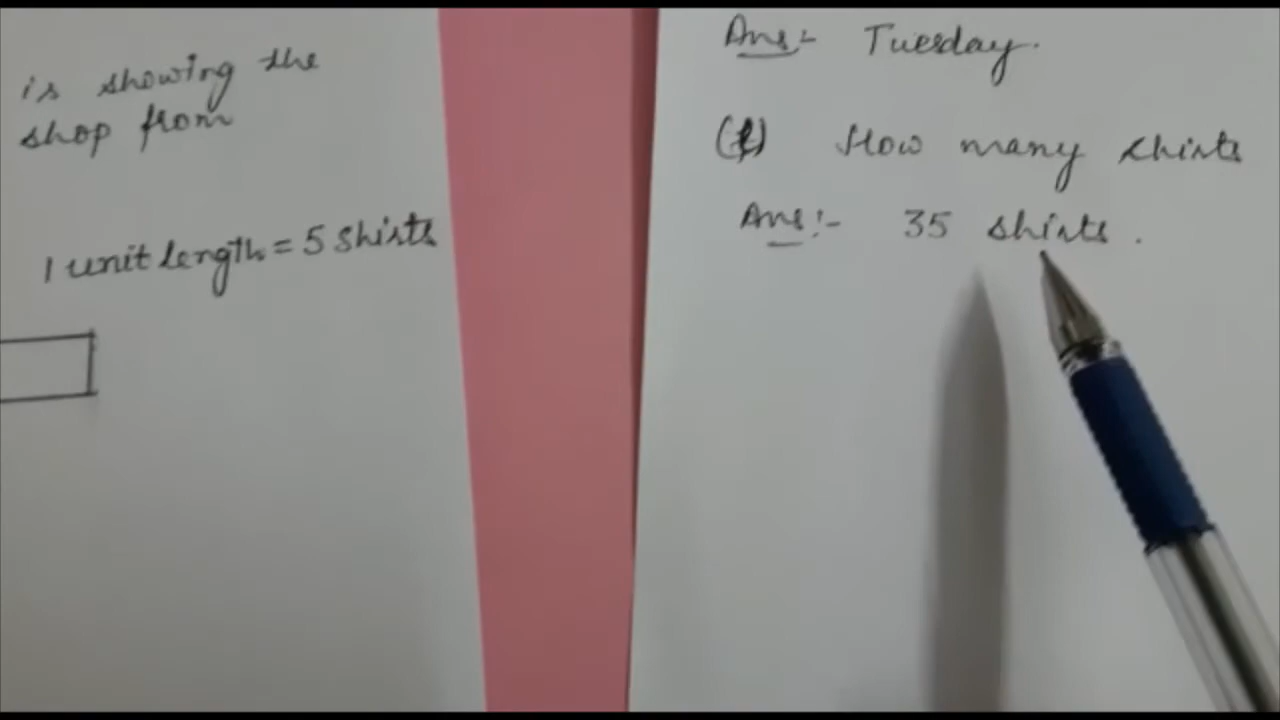 is showing the
shop from
1 unit length = 5 shirts
Ans:- Tuesday.
(f) How many shirts
Ans:- 35 shirts.